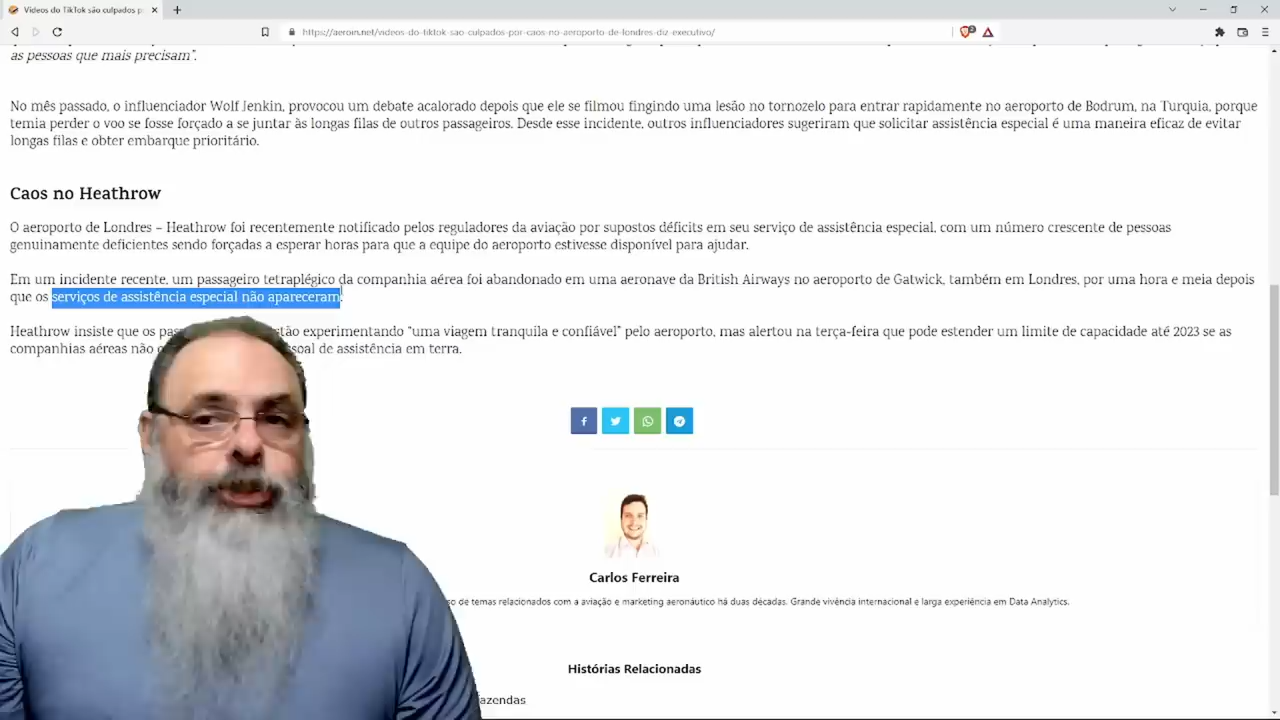 Vídeos do TikTok são culpados p
https://aeroin.net/videos-do-tiktok-sao-culpados-por-caos-no-aeroporto-de-londres-diz-executivo/
as pessoas que mais precisam".
No mês passado, o influenciador Wolf Jenkin, provocou um debate acalorado depois que ele se filmou fingindo uma lesão no tornozelo para entrar rapidamente no aeroporto de Bodrum, na Turquia, porque
temia perder o voo se fosse forçado a se juntar às longas filas de outros passageiros. Desde esse incidente, outros influenciadores sugeriram que solicitar assistência especial é uma maneira eficaz de evitar
longas filas e obter embarque prioritário.
Caos no Heathrow
O aeroporto de Londres – Heathrow foi recentemente notificado pelos reguladores da aviação por supostos déficits em seu serviço de assistência especial, com um número crescente de pessoas
genuinamente deficientes sendo forçadas a esperar horas para que a equipe do aeroporto estivesse disponível para ajudar.
Em um incidente recente, um passageiro tetraplégico da companhia aérea foi abandonado em uma aeronave da British Airways no aeroporto de Gatwick, também em Londres, por uma hora e meia depois
que os serviços de assistência especial não apareceram.
Heathrow insiste que os pas tão experimentando "uma viagem tranquila e confiável" pelo aeroporto, mas alertou na terça-feira que pode estender um limite de capacidade até 2023 se as
companhias aéreas não soal de assistência em terra.
Carlos Ferreira
so de temas relacionados com a aviação e marketing aeronáutico há duas décadas. Grande vivência internacional e larga experiência em Data Analytics.
Histórias Relacionadas
fazendas